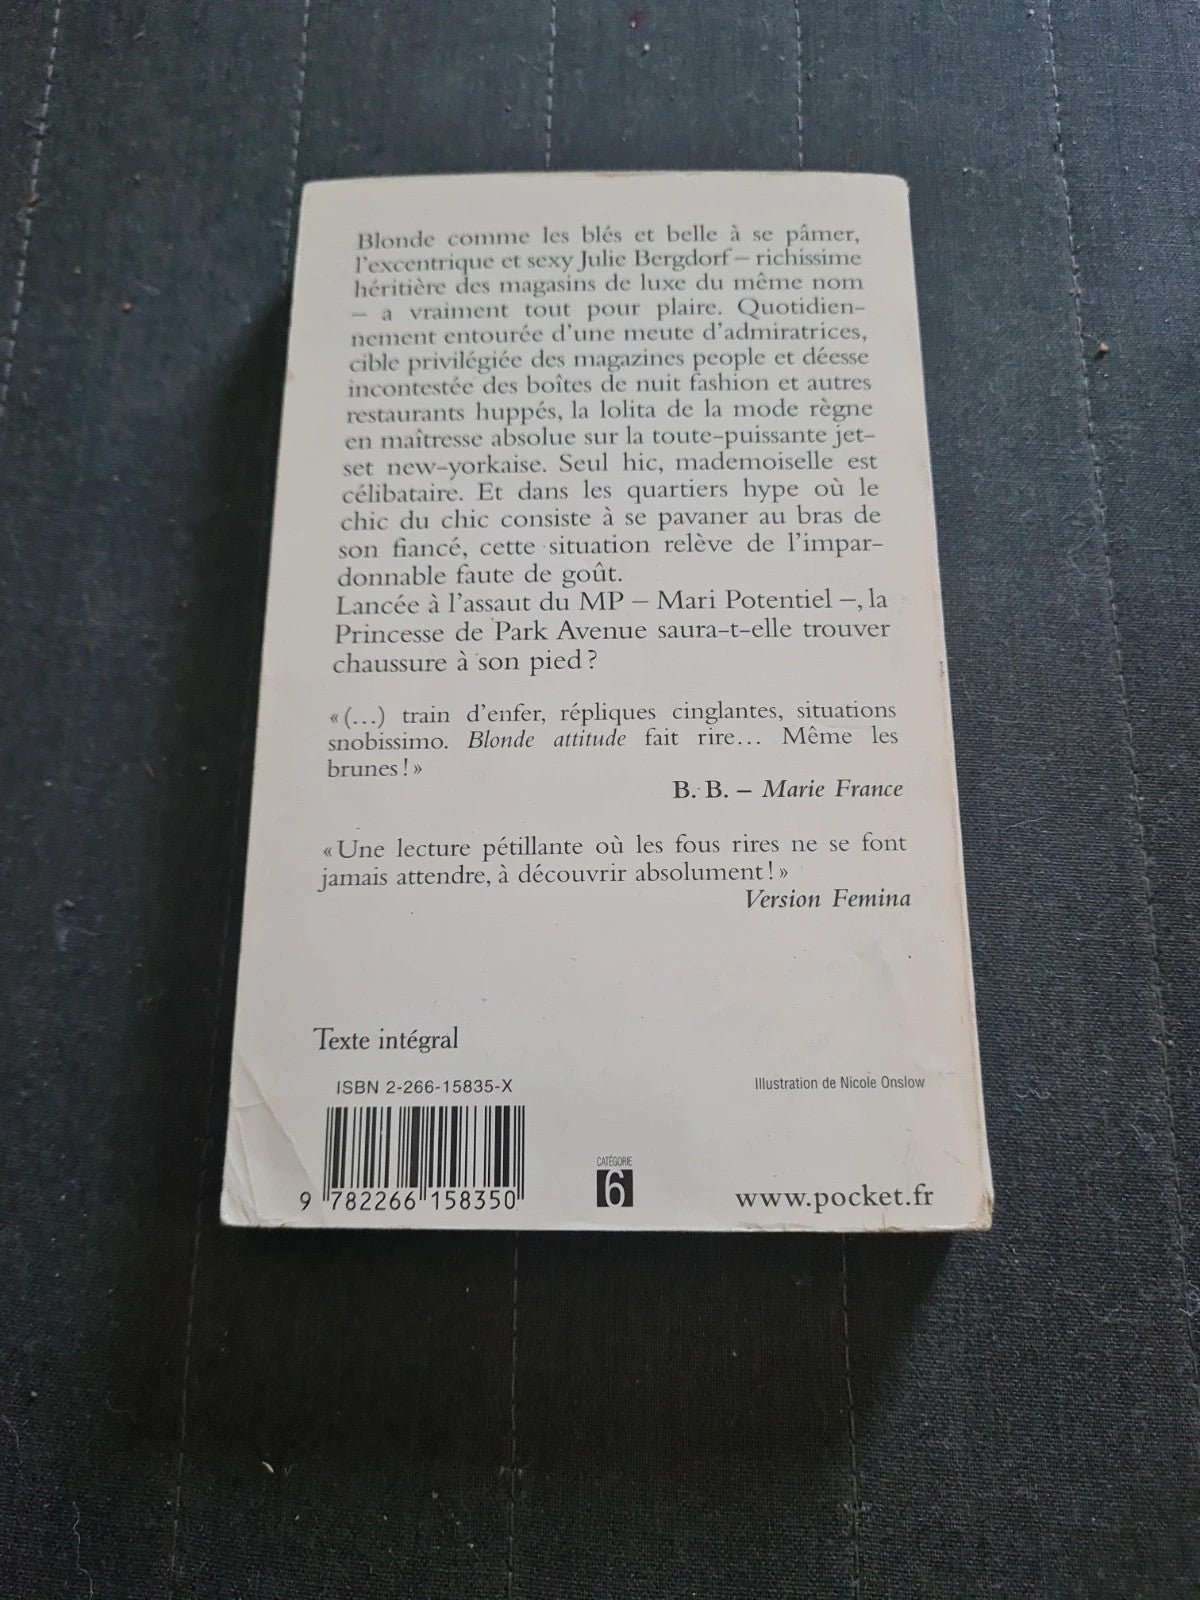 Blonde comme les blés et belle à se pâmer,
l'excentrique et sexy Julie Bergdorf – richissime
héritière des magasins de luxe du même nom
– a vraiment tout pour plaire. Quotidien-
nement entourée d'une meute d'admiratrices,
cible privilégiée des magazines people et déesse
incontestée des boîtes de nuit fashion et autres
restaurants huppés, la lolita de la mode règne
en maîtresse absolue sur la toute-puissante jet-
set new-yorkaise. Seul hic, mademoiselle est
célibataire. Et dans les quartiers hype où le
chic du chic consiste à se pavaner au bras de
son fiancé, cette situation relève de l'impar-
donnable faute de goût.
Lancée à l'assaut du MP – Mari Potentiel –, la
Princesse de Park Avenue saura-t-elle trouver
chaussure à son pied ?
« (...) train d'enfer, répliques cinglantes, situations
snobissimo. Blonde attitude fait rire... Même les
brunes ! »
B. B. – Marie France
« Une lecture pétillante où les fous rires ne se font
jamais attendre, à découvrir absolument ! »
Version Femina
Texte intégral
ISBN 2-266-15835-X
Illustration de Nicole Onslow
9 782266 158350
CATÉGORIE
6
www.pocket.fr